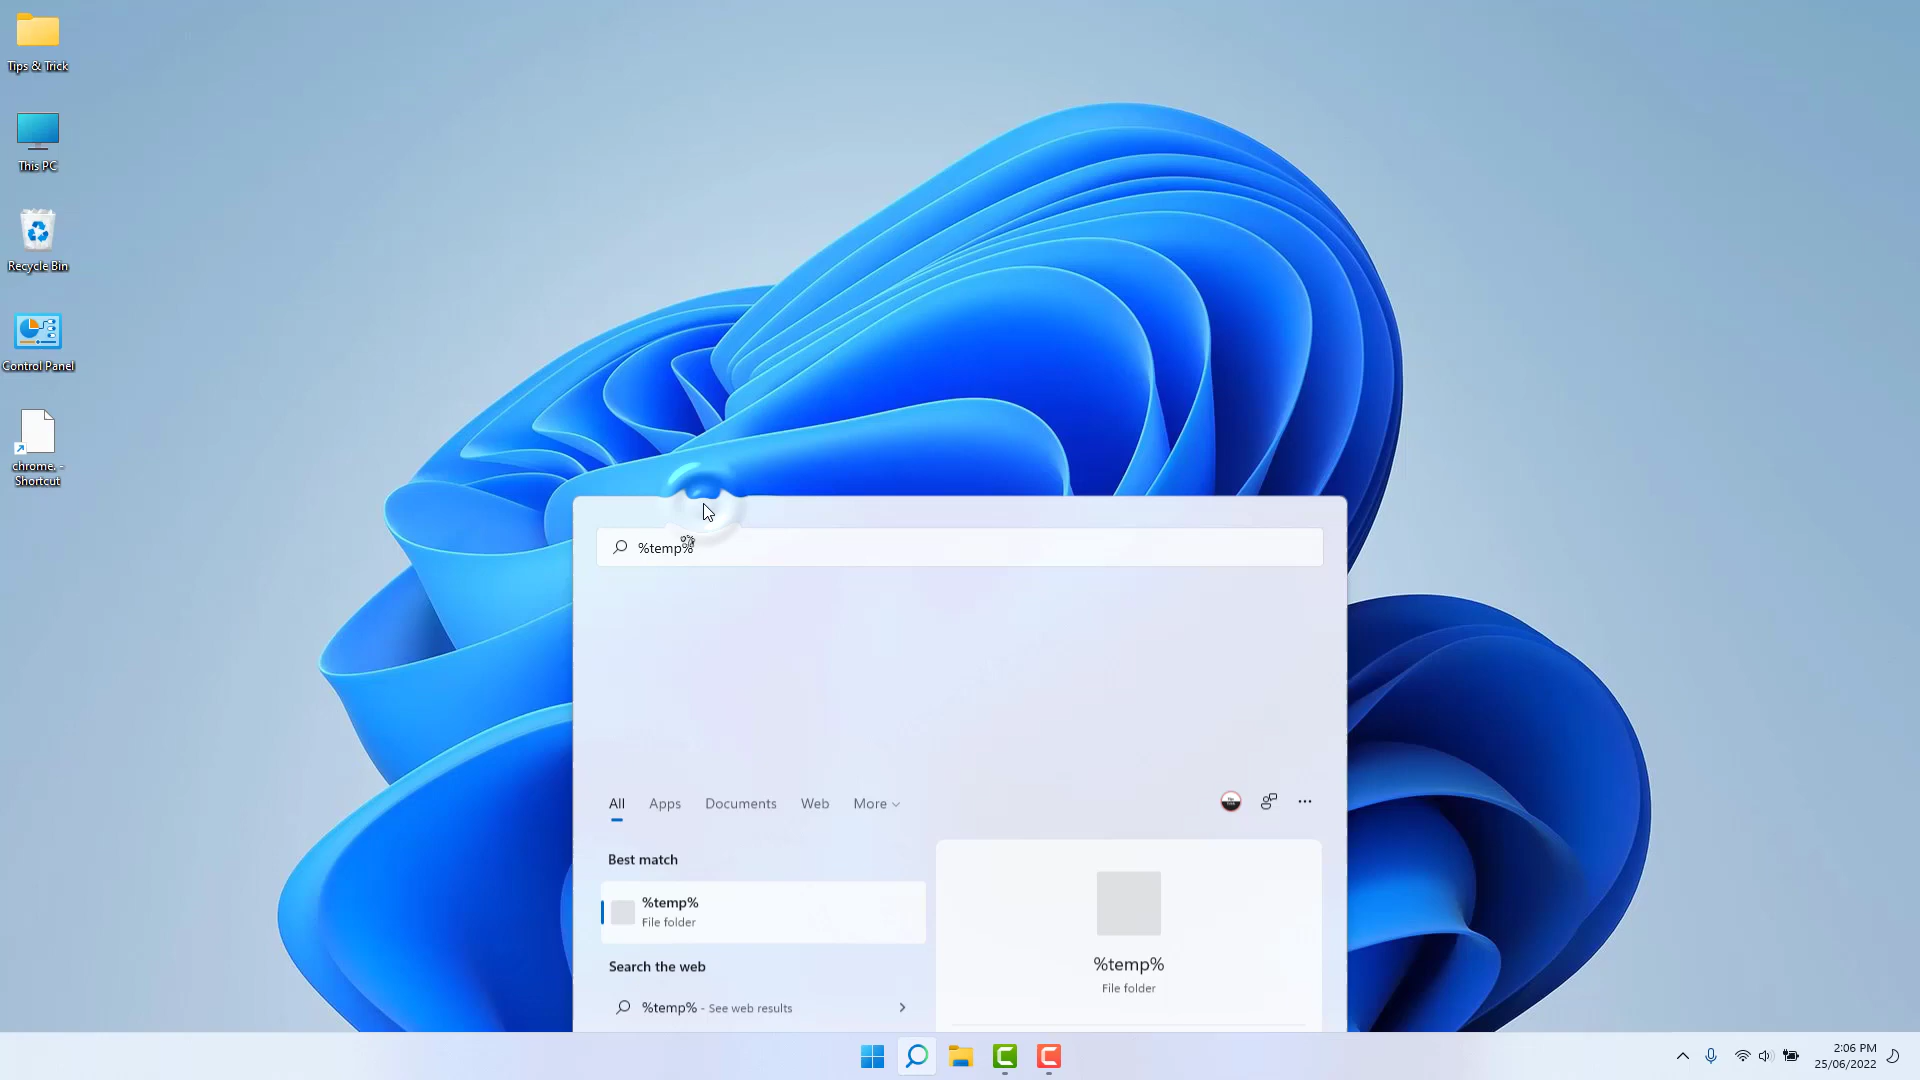 Tips & Trick
This PC
Recycle Bin
Control Panel
chrome. -
Shortcut
%temp%
All Apps Documents Web More
Best match
%temp%
File folder
Search the web
%temp% - See web results
%temp%
File folder
2:06 PM
25/06/2022